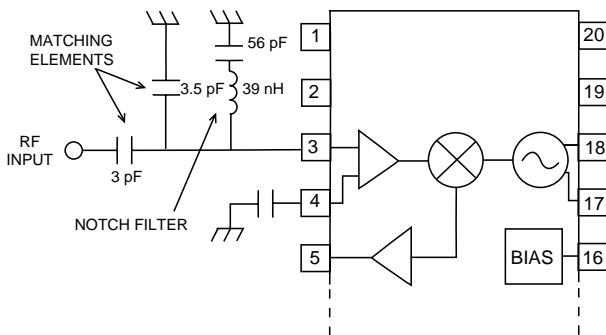 MATCHING
ELEMENTS
56 pF
3.5 pF
39 nH
RF
INPUT
3 pF
NOTCH FILTER
1
2
3
4
5
20
19
18
17
16
BIAS